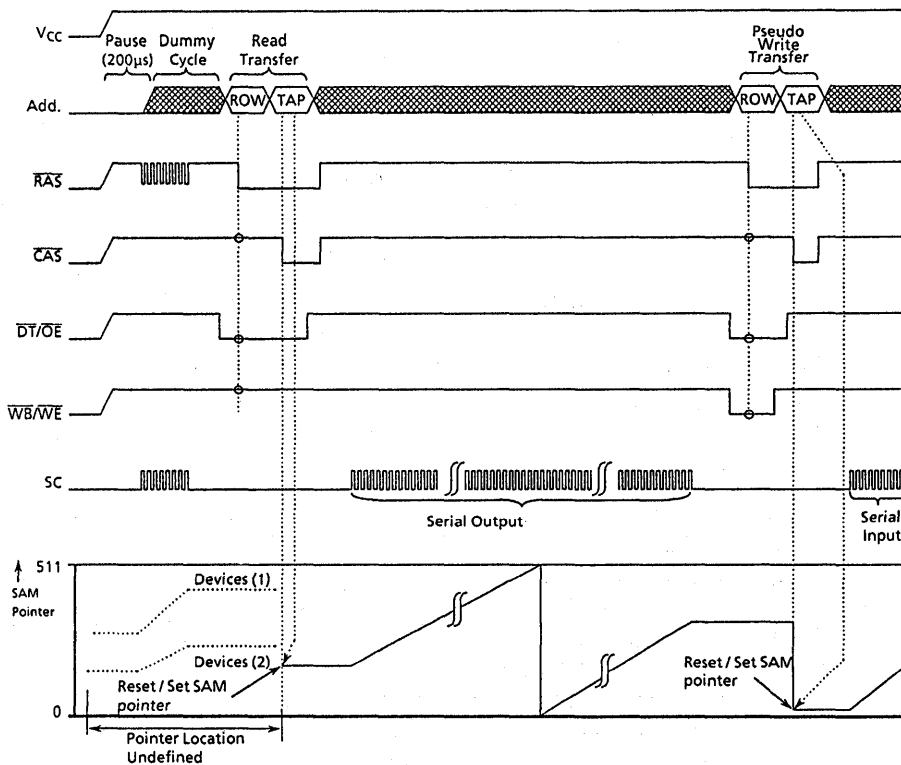 VCC
Pause
(200µs)
Dummy
Cycle
Read
Transfer
Pseudo
Write
Transfer
Add.
ROW
TAP
ROW
TAP
RAS
CAS
DT/OE
WB/WE
SC
Serial Output
Serial
Input
511
SAM
Pointer
Devices (1)
Devices (2)
Reset / Set SAM
pointer
Reset / Set SAM
pointer
0
Pointer Location
Undefined